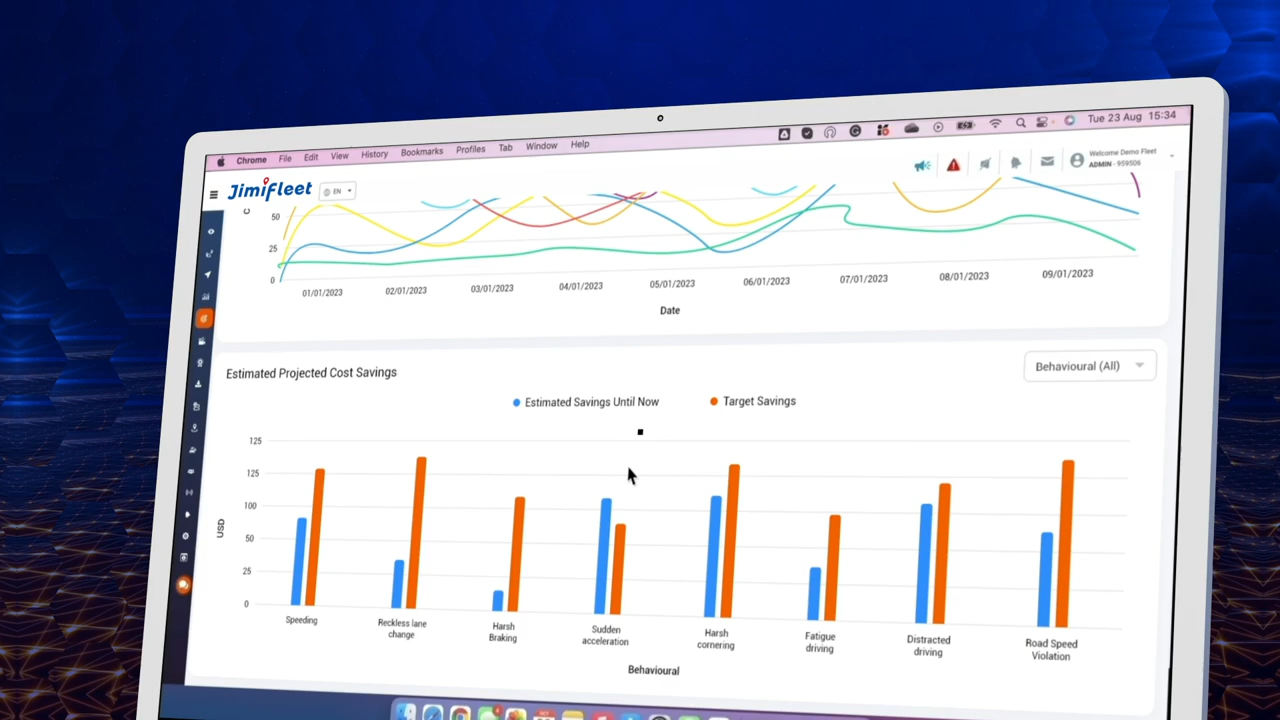 Chrome File Edit View History Bookmarks Profiles Tab Window Help Tue 23 Aug 15:34
Jimifleet EN Welcome Demo Fleet
ADMIN - 959506
50
25
0
01/01/2023 02/01/2023 03/01/2023 04/01/2023 05/01/2023 06/01/2023 07/01/2023 08/01/2023 09/01/2023
Date
Estimated Projected Cost Savings
Behavioural (All)
Estimated Savings Until Now Target Savings
125
125
100
50
25
0
USD
Speeding
Reckless lane
change
Harsh
Braking
Sudden
acceleration
Harsh
cornering
Fatigue
driving
Distracted
driving
Road Speed
Violation
Behavioural